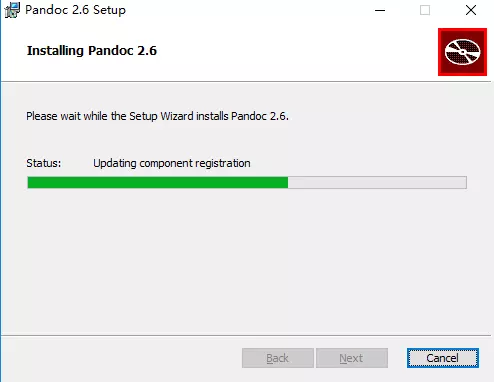 Pandoc 2.6 Setup
Installing Pandoc 2.6
Please wait while the Setup Wizard installs Pandoc 2.6.
Status: Updating component registration
Back Next Cancel